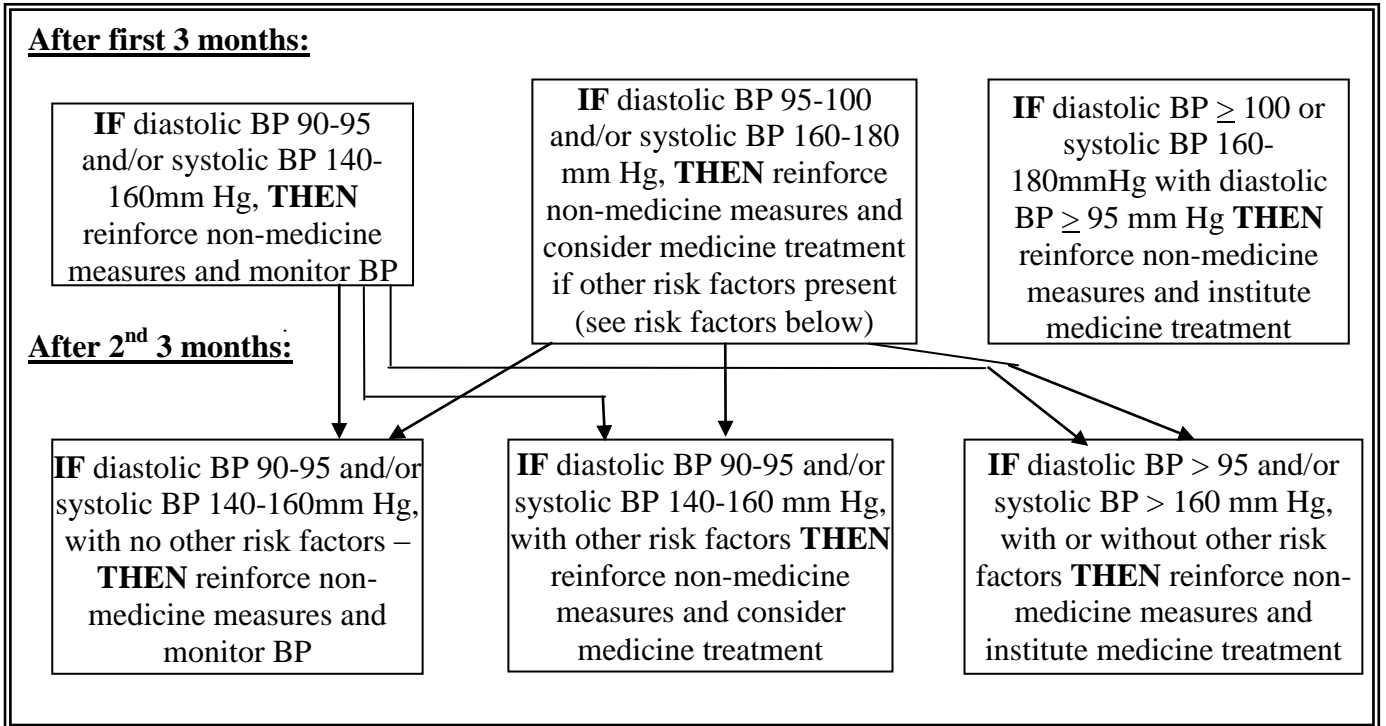 After first 3 months:
IF diastolic BP 90-95
and/or systolic BP 140-
160mm Hg, THEN
reinforce non-medicine
measures and monitor BP
IF diastolic BP 95-100
and/or systolic BP 160-180
mm Hg, THEN reinforce
non-medicine measures and
consider medicine treatment
if other risk factors present
(see risk factors below)
IF diastolic BP ≥ 100 or
systolic BP 160-
180mmHg with diastolic
BP ≥ 95 mm Hg THEN
reinforce non-medicine
measures and institute
medicine treatment
After 2nd 3 months:
IF diastolic BP 90-95 and/or
systolic BP 140-160mm Hg,
with no other risk factors –
THEN reinforce non-
medicine measures and
monitor BP
IF diastolic BP 90-95 and/or
systolic BP 140-160 mm Hg,
with other risk factors THEN
reinforce non-medicine
measures and consider
medicine treatment
IF diastolic BP > 95 and/or
systolic BP > 160 mm Hg,
with or without other risk
factors THEN reinforce non-
medicine measures and
institute medicine treatment